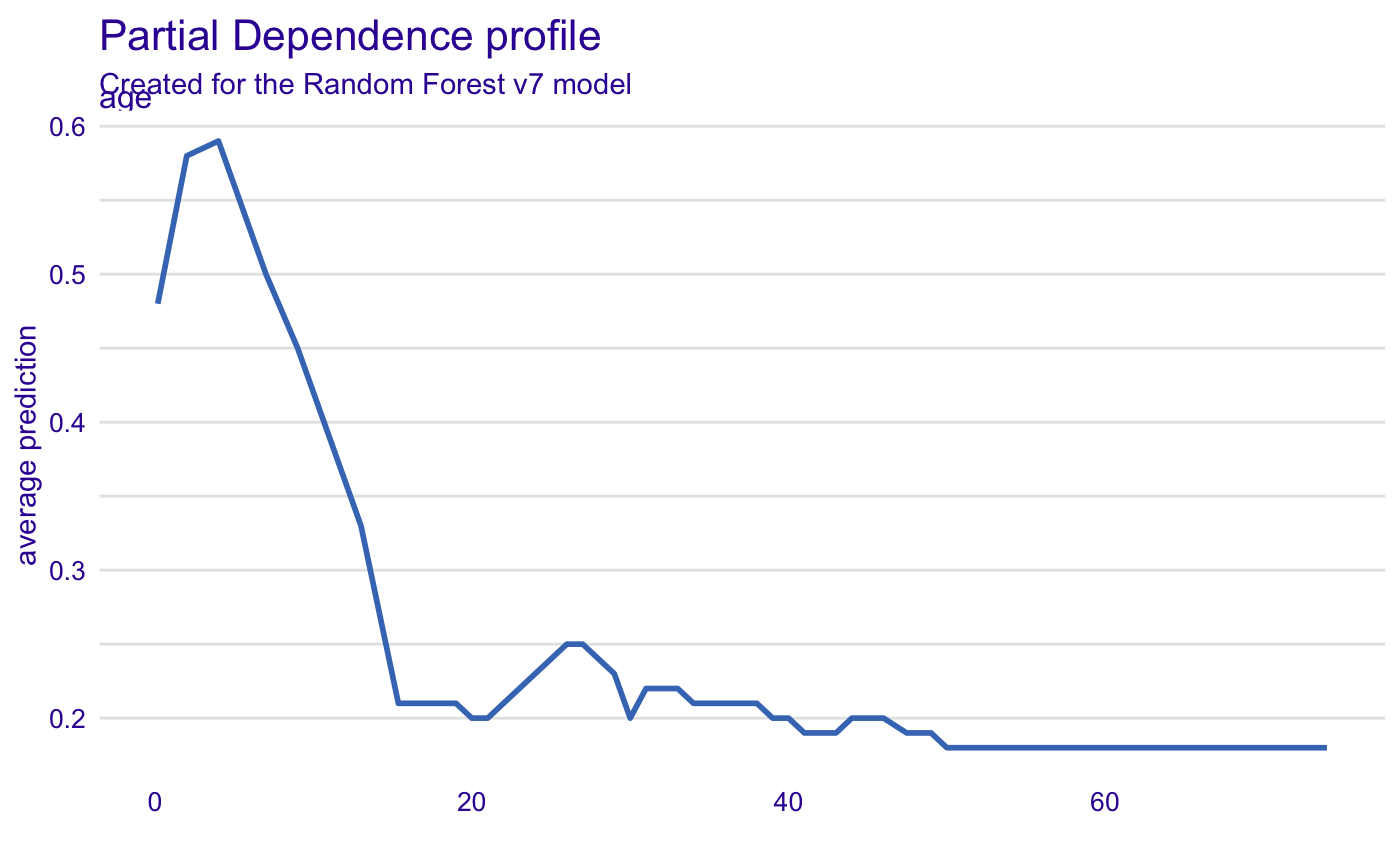 Partial Dependence profile
Created for the Random Forest v7 model
age
average prediction
0.6
0.5
0.4
0.3
0.2
0 20 40 60